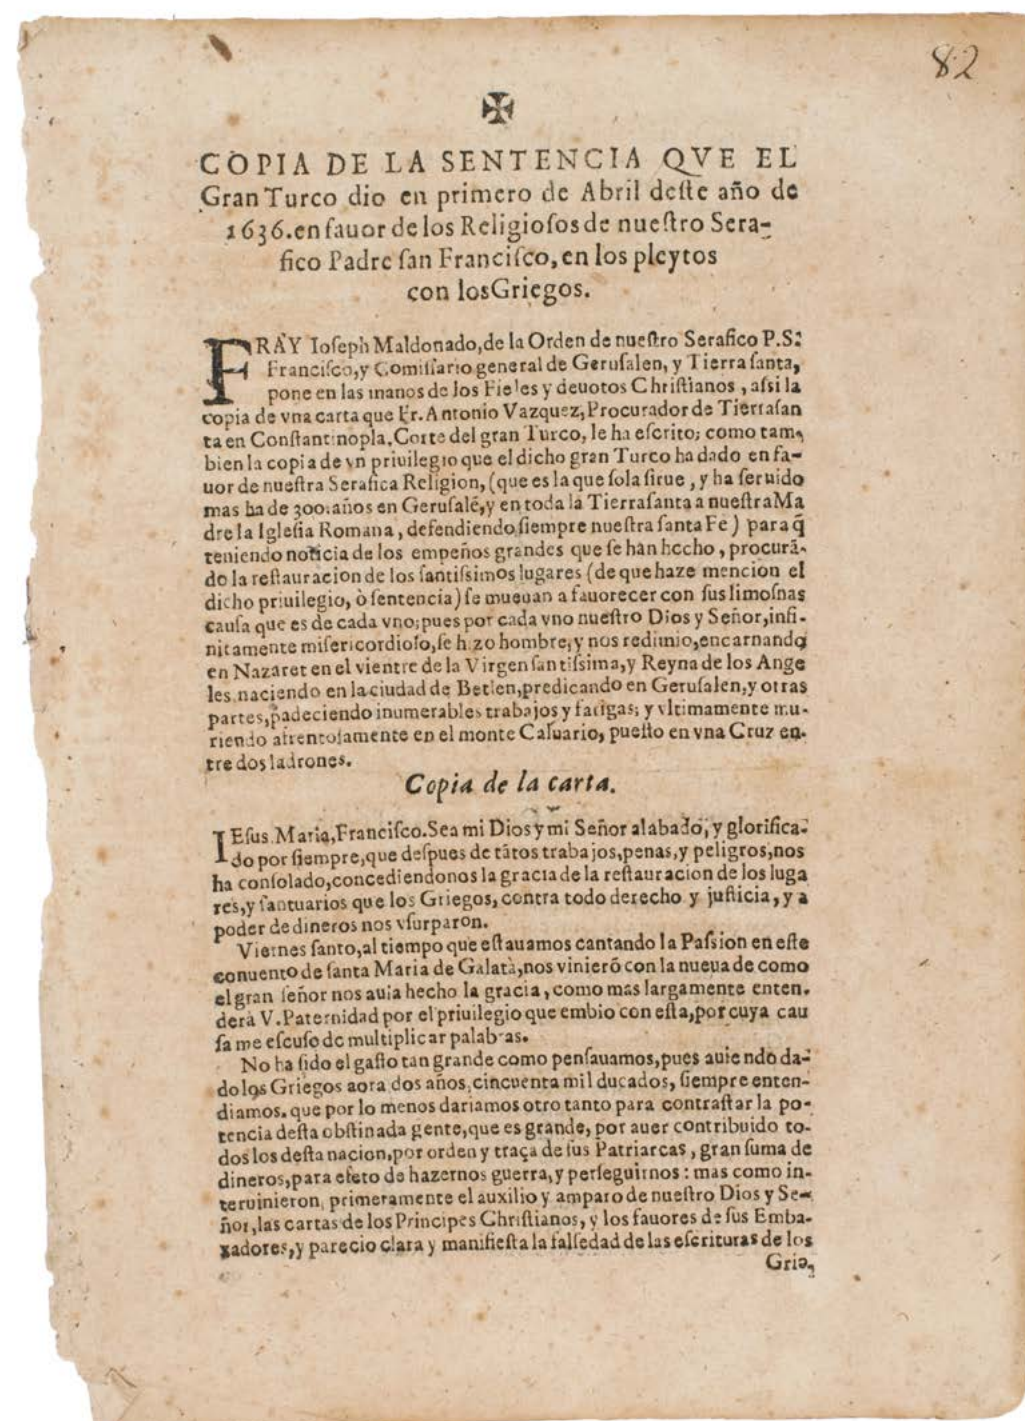 82
✠
COPIA DE LA SENTENCIA QVE EL
Gran Turco dio en primero de Abril deſte año de
1636. en fauor de los Religioſos de nueſtro Sera-
fico Padre ſan Franciſco, en los pleytos
con los Griegos.
FRAY Ioſeph Maldonado, de la Orden de nueſtro Serafico P.S.
Franciſco, y Comiſſario general de Geruſalen, y Tierra ſanta,
pone en las manos de los Fieles y deuotos Chriſtianos, aſsi la
copia de vna carta que Fr. Antonio Vazquez, Procurador de Tierraſan
ta en Conſtantinopla, Corte del gran Turco, le ha eſcrito; como tam-
bien la copia de vn priuilegio que el dicho gran Turco ha dado en fa-
uor de nueſtra Serafica Religion, (que es la que ſola ſirue, y ha ſeruido
mas ha de 300. años en Geruſalẽ, y en toda la Tierra ſanta a nueſtra Ma
dre la Igleſia Romana, defendiendo ſiempre nueſtra ſanta Fe) para q̃
teniendo noticia de los empeños grandes que ſe han hecho, procurã-
do la reſtauracion de los ſantiſsimos lugares (de que haze mencion el
dicho priuilegio, ò ſentencia) ſe mueuan a fauorecer con ſus limoſnas
cauſa que es de cada vno; pues por cada vno nueſtro Dios y Señor, infi-
nitamente miſericordioſo, ſe hizo hombre, y nos redimio, encarnando
en Nazaret en el vientre de la Virgen ſantiſsima, y Reyna de los Ange
les, naciendo en la ciudad de Betlen, predicando en Geruſalen, y otras
partes, padeciendo inumerables trabajos y fatigas; y vltimamente mu-
riendo afrentoſamente en el monte Caluario, pueſto en vna Cruz en-
tre dos ladrones.
Copia de la carta.
IEſus, Maria, Franciſco. Sea mi Dios y mi Señor alabado, y glorifica-
do por ſiempre, que deſpues de tãtos trabajos, penas, y peligros, nos
ha conſolado, concediendonos la gracia de la reſtauracion de los luga
res, y ſantuarios que los Griegos, contra todo derecho y juſticia, y a
poder de dineros nos vſurparon.
Viernes ſanto, al tiempo que eſtauamos cantando la Paſsion en eſte
conuento de ſanta Maria de Galatà, nos vinierõ con la nueua de como
el gran ſeñor nos auia hecho la gracia, como mas largamente enten-
derà V. Paternidad por el priuilegio que embio con eſta, por cuya cau
ſa me eſcuſo de multiplicar palabras.
No ha ſido el gaſto tan grande como penſauamos, pues auiendo da-
do los Griegos aora dos años, cincuenta mil ducados, ſiempre enten-
diamos. que por lo menos dariamos otro tanto para contraſtar la po-
tencia deſta obſtinada gente, que es grande, por auer contribuido to-
dos los deſta nacion, por orden y traça de ſus Patriarcas, gran ſuma de
dineros, para efeto de hazernos guerra, y perſeguirnos: mas como in-
teruinieron, primeramente el auxilio y amparo de nueſtro Dios y Se-
ñor, las cartas de los Principes Chriſtianos, y los fauores de ſus Emba-
xadores, y parecio clara y manifieſta la falſedad de las eſcrituras de los
Grie-